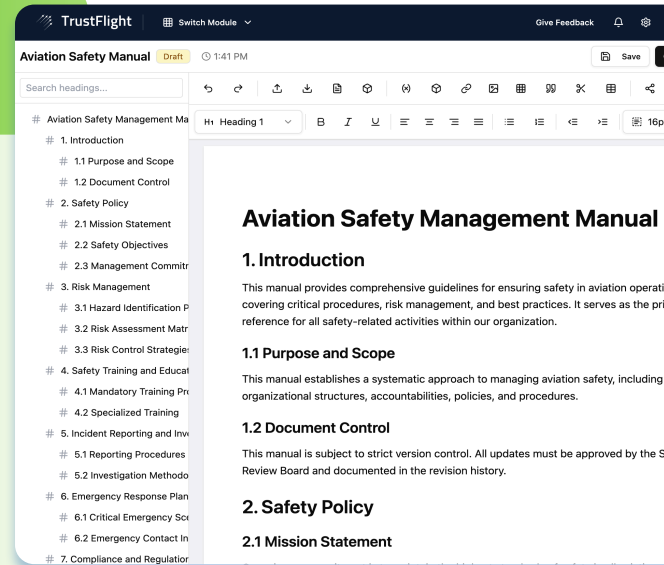 TrustFlight
Switch Module
Give Feedback
Aviation Safety Manual
Draft
1:41 PM
Save
Search headings...
H1 Heading 1
B I U
16p
# Aviation Safety Management Ma
# 1. Introduction
# 1.1 Purpose and Scope
# 1.2 Document Control
# 2. Safety Policy
# 2.1 Mission Statement
# 2.2 Safety Objectives
# 2.3 Management Commitm
# 3. Risk Management
# 3.1 Hazard Identification P
# 3.2 Risk Assessment Matr
# 3.3 Risk Control Strategies
# 4. Safety Training and Educat
# 4.1 Mandatory Training Pro
# 4.2 Specialized Training
# 5. Incident Reporting and Inve
# 5.1 Reporting Procedures
# 5.2 Investigation Methodo
# 6. Emergency Response Plan
# 6.1 Critical Emergency Sce
# 6.2 Emergency Contact In
# 7. Compliance and Regulation
Aviation Safety Management Manual
1. Introduction
This manual provides comprehensive guidelines for ensuring safety in aviation operati
covering critical procedures, risk management, and best practices. It serves as the pri
reference for all safety-related activities within our organization.
1.1 Purpose and Scope
This manual establishes a systematic approach to managing aviation safety, including
organizational structures, accountabilities, policies, and procedures.
1.2 Document Control
This manual is subject to strict version control. All updates must be approved by the S
Review Board and documented in the revision history.
2. Safety Policy
2.1 Mission Statement